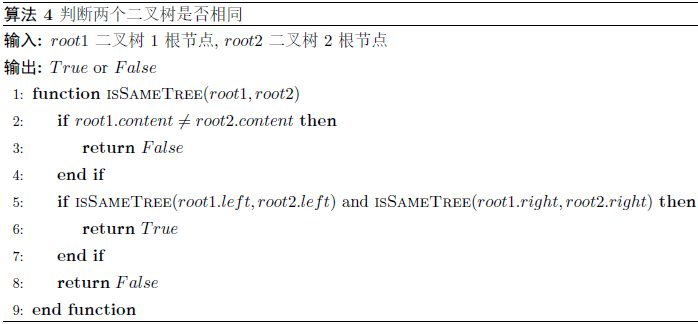 算法 4 判断两个二叉树是否相同
输入: root1 二叉树 1 根节点, root2 二叉树 2 根节点
输出: True or False
1: function ISSAMETREE(root1, root2)
2: if root1.content ≠ root2.content then
3: return False
4: end if
5: if ISSAMETREE(root1.left, root2.left) and ISSAMETREE(root1.right, root2.right) then
6: return True
7: end if
8: return False
9: end function